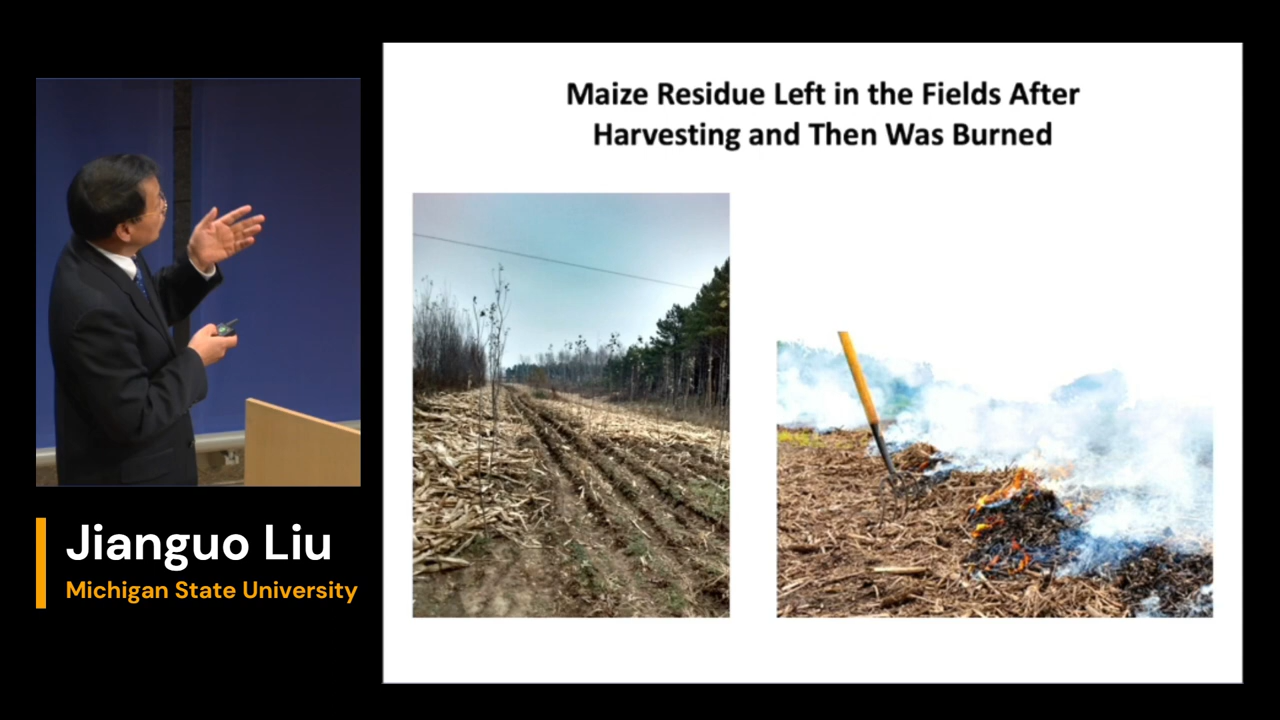 Maize Residue Left in the Fields After
Harvesting and Then Was Burned
Jianguo Liu
Michigan State University